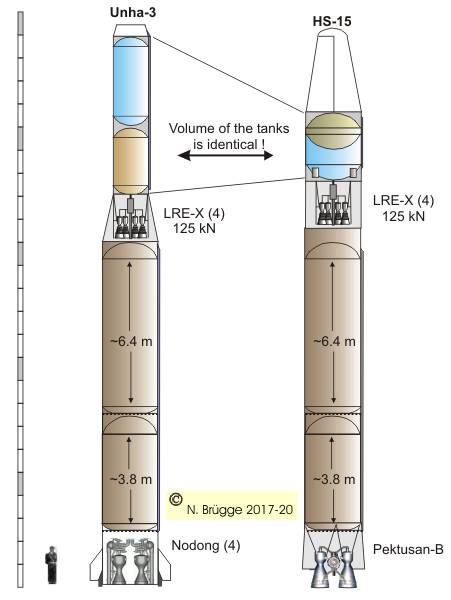 Unha-3
HS-15
Volume of the tanks
is identical !
LRE-X (4)
125 kN
LRE-X (4)
125 kN
~6.4 m
~6.4 m
~3.8 m
~3.8 m
© N. Brügge 2017-20
Nodong (4)
Pektusan-B